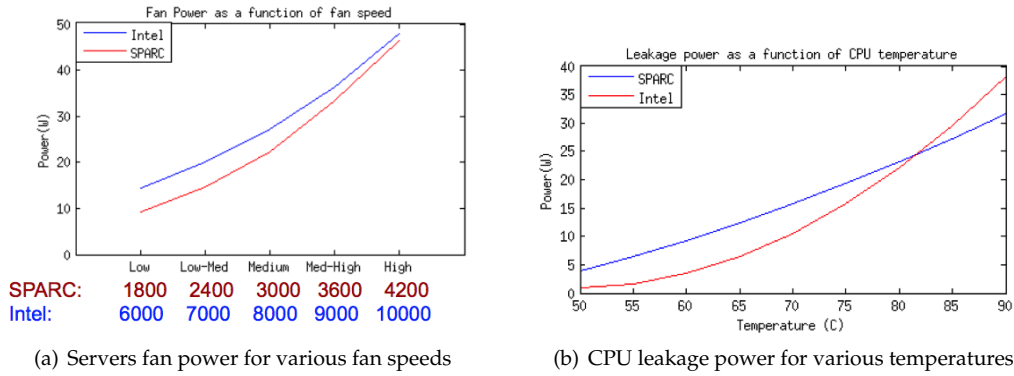 Fan Power as a function of fan speed
Intel
SPARC
Power(W)
50
40
30
20
10
0
Low Low-Med Medium Med-High High
SPARC: 1800 2400 3000 3600 4200
Intel: 6000 7000 8000 9000 10000
(a) Servers fan power for various fan speeds
Leakage power as a function of CPU temperature
SPARC
Intel
Power(W)
40
35
30
25
20
15
10
5
0
50 55 60 65 70 75 80 85 90
Temperature (C)
(b) CPU leakage power for various temperatures